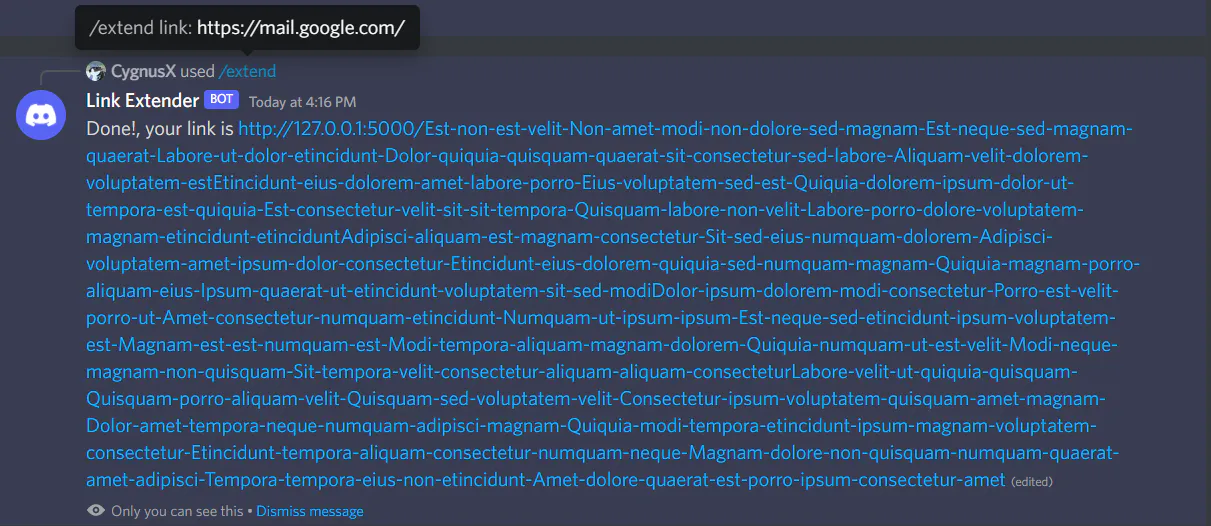 /extend link: https://mail.google.com/
CygnusX used /extend
Link Extender BOT Today at 4:16 PM
Done!, your link is http://127.0.0.1:5000/Est-non-est-velit-Non-amet-modi-non-dolore-sed-magnam-Est-neque-sed-magnam-
quaerat-Labore-ut-dolor-etincidunt-Dolor-quiquia-quisquam-quaerat-sit-consectetur-sed-labore-Aliquam-velit-dolorem-
voluptatem-estEtincidunt-eius-dolorem-amet-labore-porro-Eius-voluptatem-sed-est-Quiquia-dolorem-ipsum-dolor-ut-
tempora-est-quiquia-Est-consectetur-velit-sit-sit-tempora-Quisquam-labore-non-velit-Labore-porro-dolore-voluptatem-
magnam-etincidunt-etinciduntAdipisci-aliquam-est-magnam-consectetur-Sit-sed-eius-numquam-dolorem-Adipisci-
voluptatem-amet-ipsum-dolor-consectetur-Etincidunt-eius-dolorem-quiquia-sed-numquam-magnam-Quiquia-magnam-porro-
aliquam-eius-Ipsum-quaerat-ut-etincidunt-voluptatem-sit-sed-modiDolor-ipsum-dolorem-modi-consectetur-Porro-est-velit-
porro-ut-Amet-consectetur-numquam-etincidunt-Numquam-ut-ipsum-ipsum-Est-neque-sed-etincidunt-ipsum-voluptatem-
est-Magnam-est-est-numquam-est-Modi-tempora-aliquam-magnam-dolorem-Quiquia-numquam-ut-est-velit-Modi-neque-
magnam-non-quisquam-Sit-tempora-velit-consectetur-aliquam-aliquam-consecteturLabore-velit-ut-quiquia-quisquam-
Quisquam-porro-aliquam-velit-Quisquam-sed-voluptatem-velit-Consectetur-ipsum-voluptatem-quisquam-amet-magnam-
Dolor-amet-tempora-neque-numquam-adipisci-magnam-Quiquia-modi-tempora-etincidunt-ipsum-magnam-voluptatem-
consectetur-Etincidunt-tempora-aliquam-consectetur-numquam-neque-Magnam-dolore-non-quisquam-numquam-quaerat-
amet-adipisci-Tempora-tempora-eius-non-etincidunt-Amet-dolore-quaerat-est-porro-ipsum-consectetur-amet (edited)
Only you can see this • Dismiss message